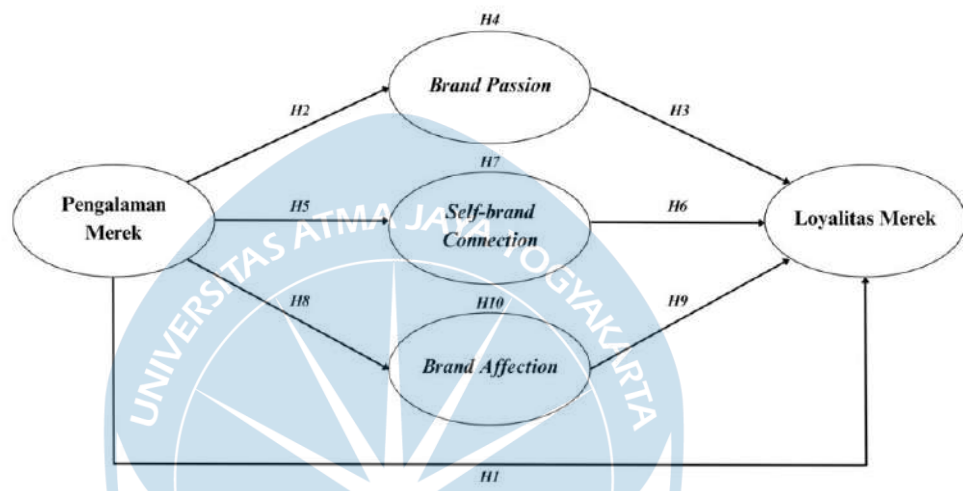 H4
Brand Passion
H2
H3
H7
Pengalaman
Merek
H5
Self-brand
Connection
H6
Loyalitas Merek
H8
H10
H9
Brand Affection
H1
UNIVERSITAS ATMA JAYA YOGYAKARTA